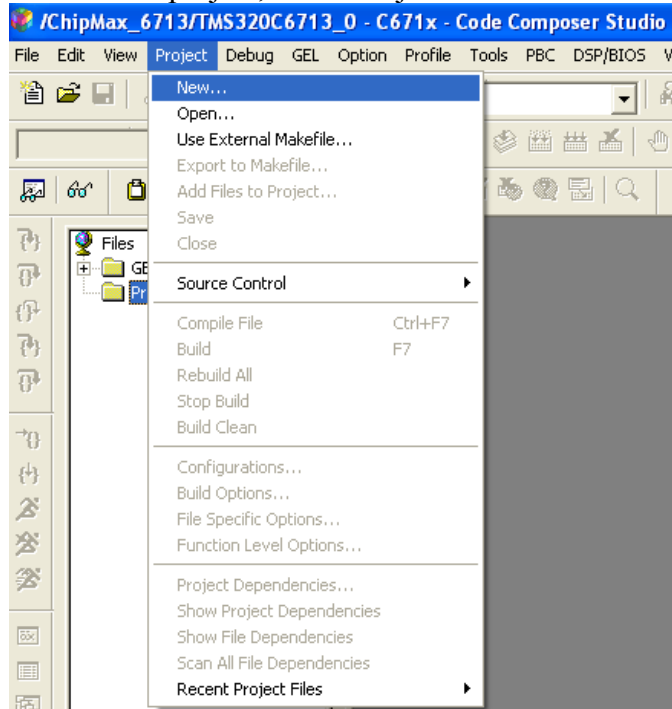 /ChipMax_6713/TMS320C6713_0 - C671x - Code Composer Studio
File Edit View Project Debug GEL Option Profile Tools PBC DSP/BIOS
New...
Open...
Use External Makefile...
Export to Makefile...
Add Files to Project...
Save
Close
Files
GE
Pr
Source Control
Compile File Ctrl+F7
Build F7
Rebuild All
Stop Build
Build Clean
Configurations...
Build Options...
File Specific Options...
Function Level Options...
Project Dependencies...
Show Project Dependencies
Show File Dependencies
Scan All File Dependencies
Recent Project Files